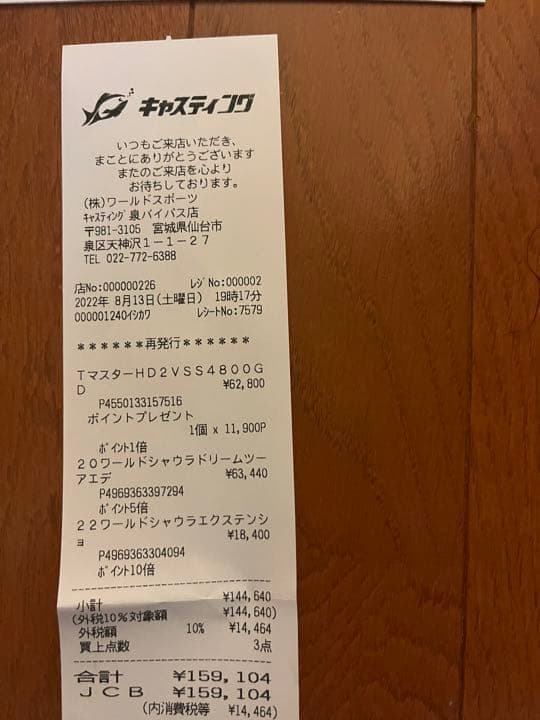 キャスティング
いつもご来店いただき、
まことにありがとうございます
またのご来店を心より
お待ちしております。
(株)ワールドスポーツ
ｷｬｽﾃｨﾝｸﾞ泉バイパス店
〒981-3105 宮城県仙台市
泉区天神沢１－１－２７
TEL 022-772-6388
店No:000000226 ﾚｼﾞNo:000002
2022年 8月13日(土曜日) 19時17分
000001240ｲｼｶﾜ ﾚｼｰﾄNo:7579
＊＊＊＊＊＊再発行＊＊＊＊＊＊
ＴマスターＨＤ２ＶＳＳ４８００Ｇ
Ｄ ¥62,800
P4550133157516
ポイントプレゼント
1個 x 11,900P
ﾎﾟｲﾝﾄ1倍
２０ワールドシャウラドリームツー
アエデ ¥63,440
P4969363397294
ﾎﾟｲﾝﾄ5倍
２２ワールドシャウラエクステンシ
ョ ¥18,400
P4969363304094
ﾎﾟｲﾝﾄ10倍
小計 ¥144,640
(外税10%対象額 ¥144,640)
外税額 10% ¥14,464
買上点数 3点
合計 ¥159,104
ＪＣＢ ¥159,104
(内消費税等 ¥14,464)